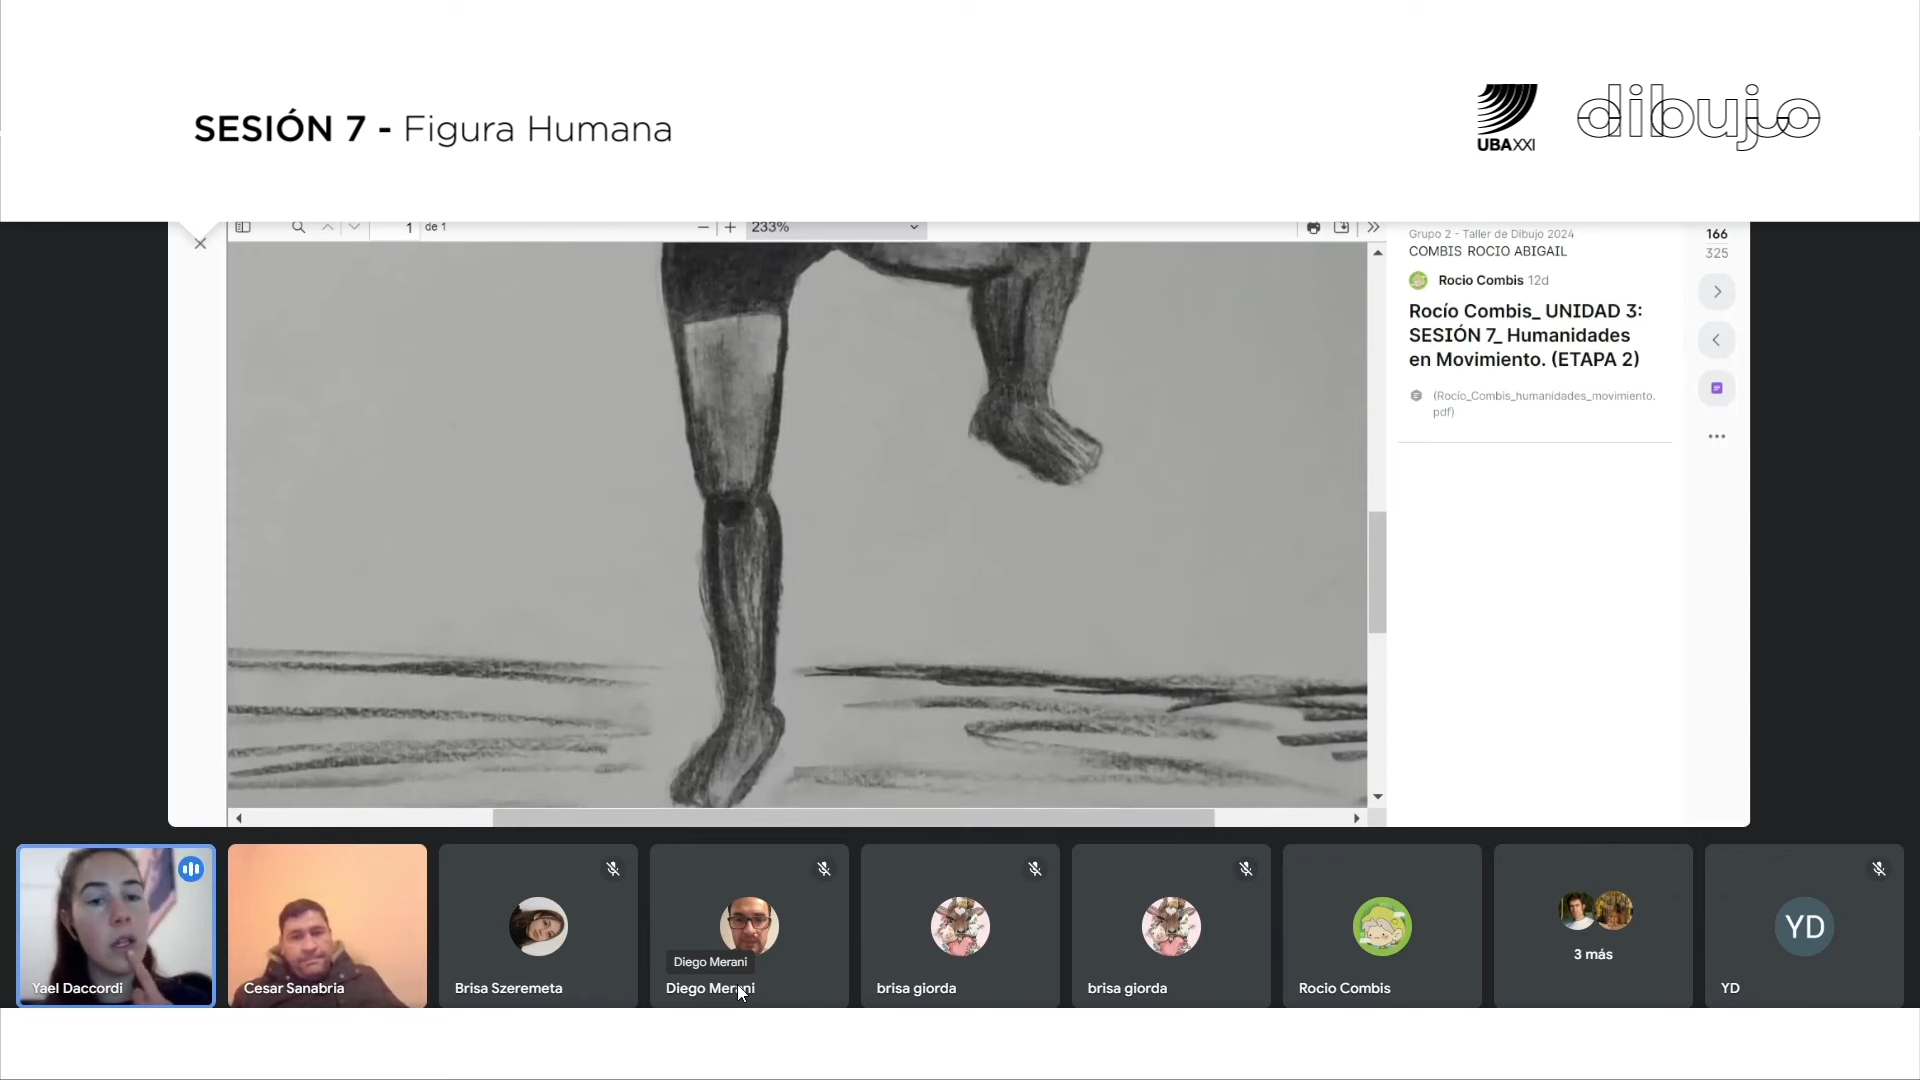 SESIÓN 7 - Figura Humana
UBAXXI
dibujo
1 de 1
233%
Grupo 2 - Taller de Dibujo 2024
COMBIS ROCIO ABIGAIL
Rocio Combis 12d
Rocío Combis_ UNIDAD 3:
SESIÓN 7_ Humanidades
en Movimiento. (ETAPA 2)
(Rocío_Combis_humanidades_movimiento.
pdf)
166
325
Yael Daccordi
Cesar Sanabria
Brisa Szeremeta
Diego Merani
Diego Merani
brisa giorda
brisa giorda
Rocio Combis
3 más
YD
YD